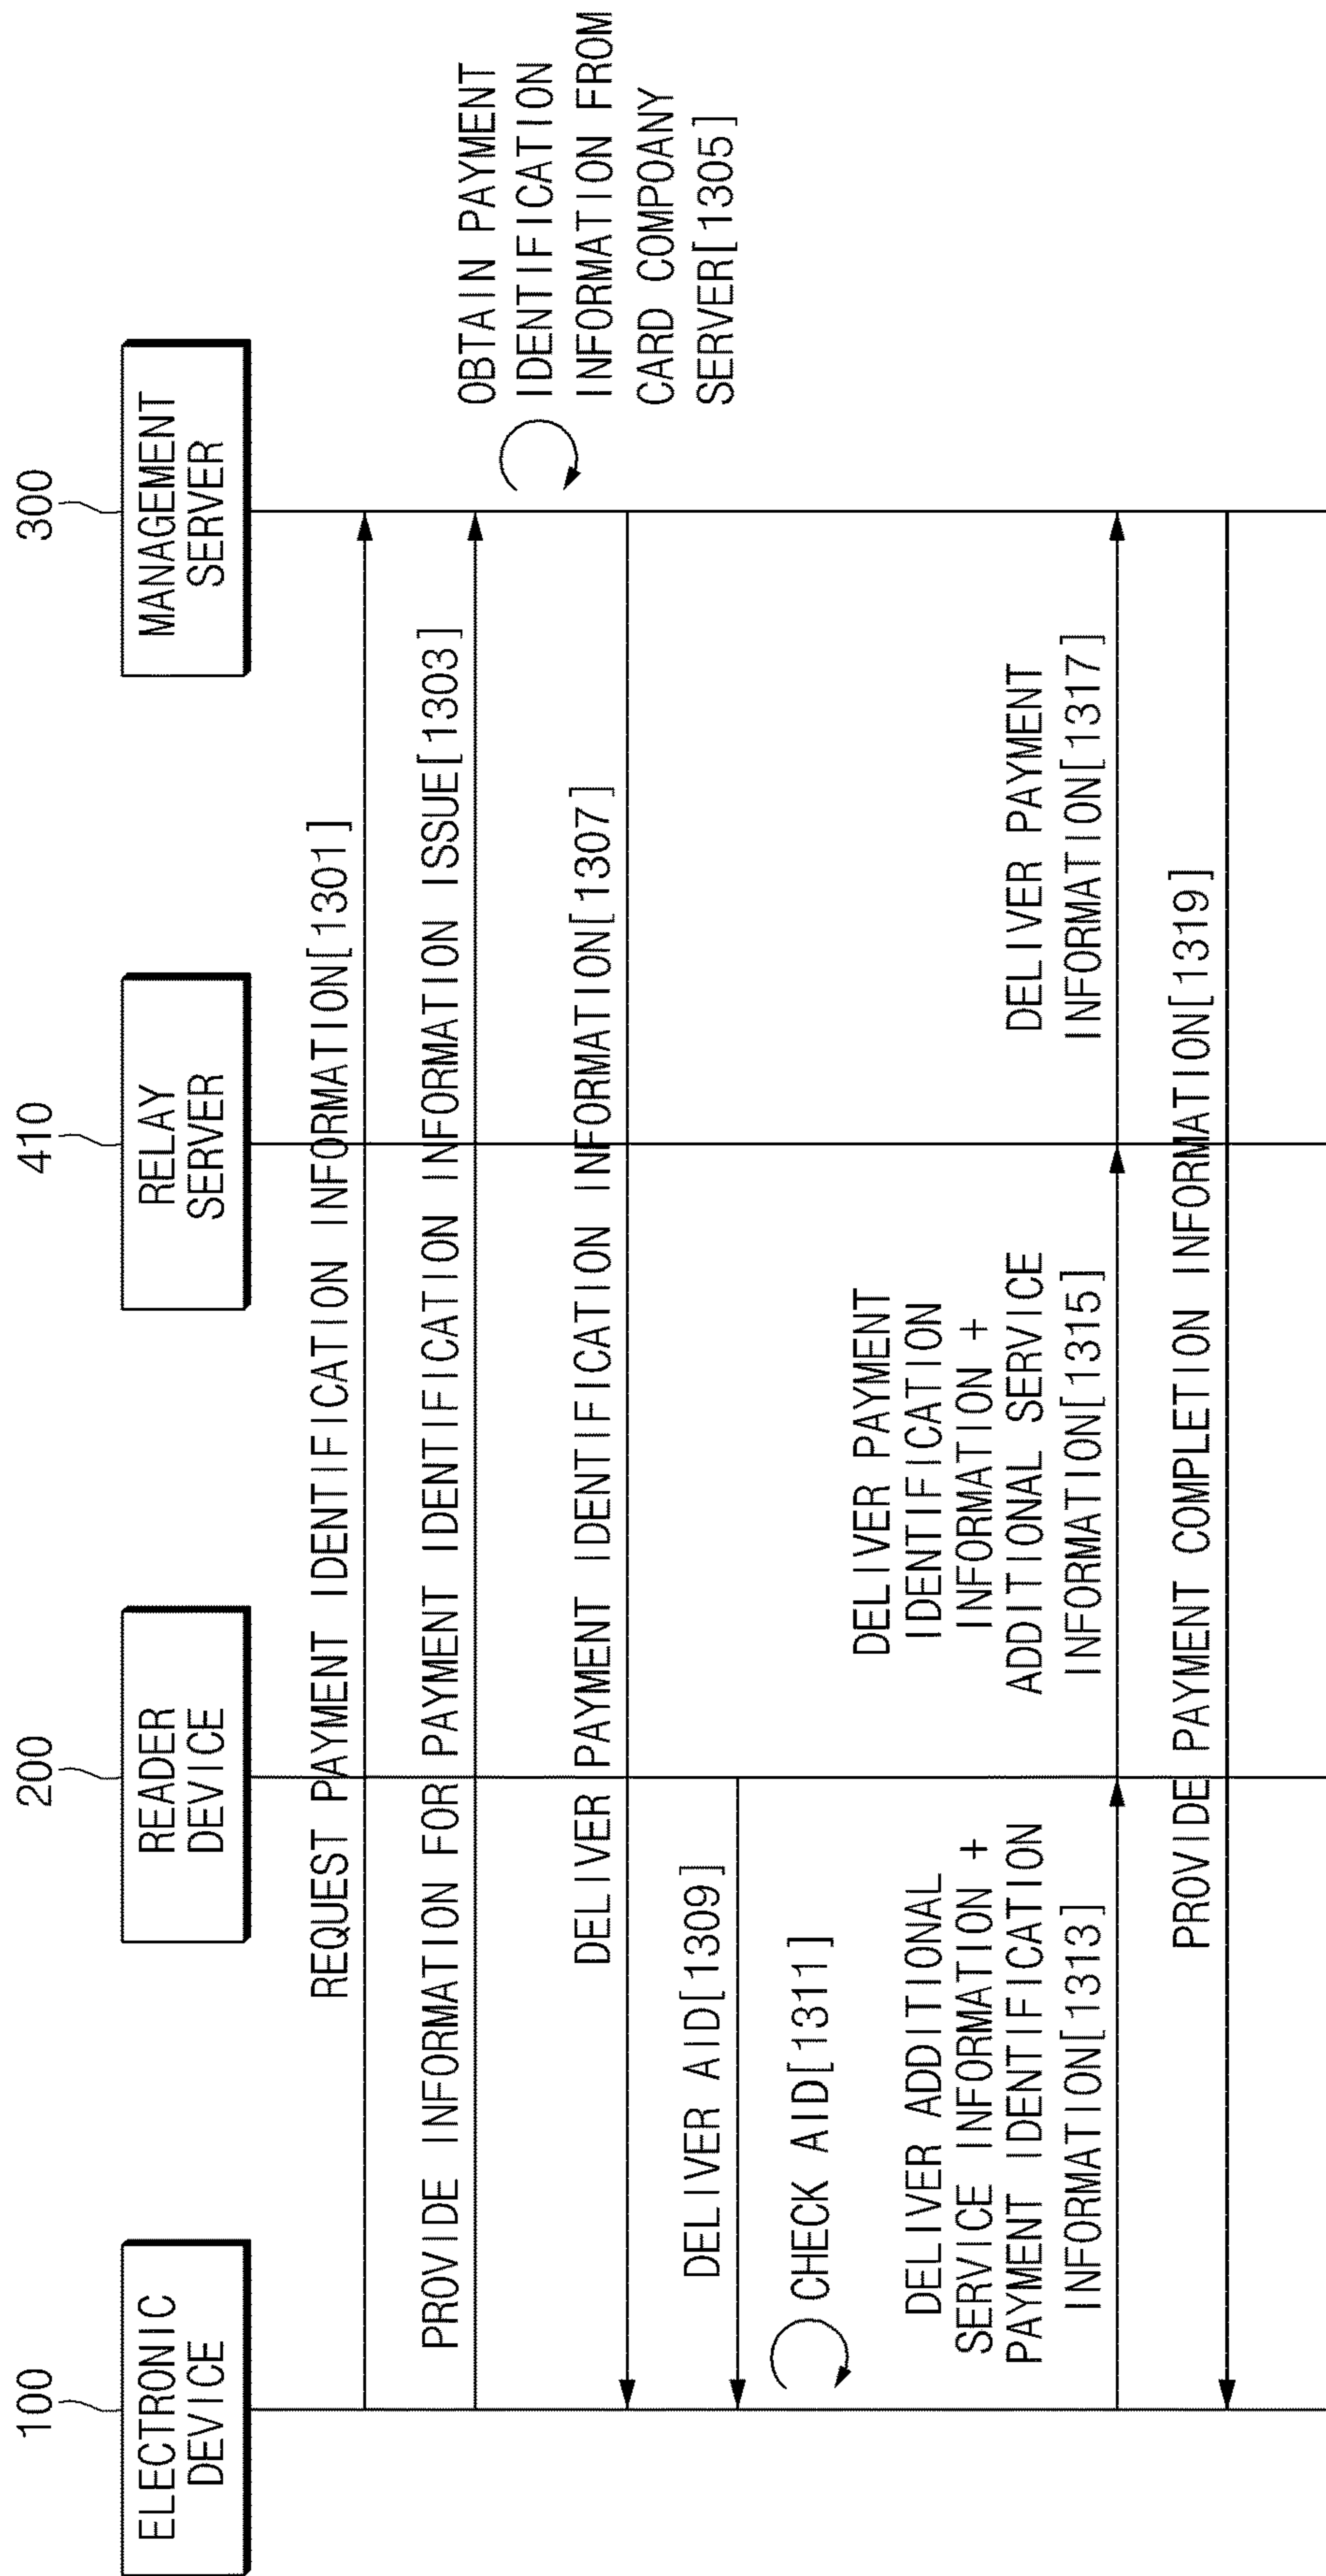 100
ELECTRONIC
DEVICE
200
READER
DEVICE
410
RELAY
SERVER
300
MANAGEMENT
SERVER
REQUEST PAYMENT IDENTIFICATION INFORMATION[1301]
PROVIDE INFORMATION FOR PAYMENT IDENTIFICATION INFORMATION ISSUE[1303]
OBTAIN PAYMENT
IDENTIFICATION
INFORMATION FROM
CARD COMPOANY
SERVER[1305]
DELIVER PAYMENT IDENTIFICATION INFORMATION[1307]
DELIVER AID[1309]
CHECK AID[1311]
DELIVER ADDITIONAL
SERVICE INFORMATION +
PAYMENT IDENTIFICATION
INFORMATION[1313]
DELIVER PAYMENT
IDENTIFICATION
INFORMATION +
ADDITIONAL SERVICE
INFORMATION[1315]
DELIVER PAYMENT
INFORMATION[1317]
PROVIDE PAYMENT COMPLETION INFORMATION[1319]